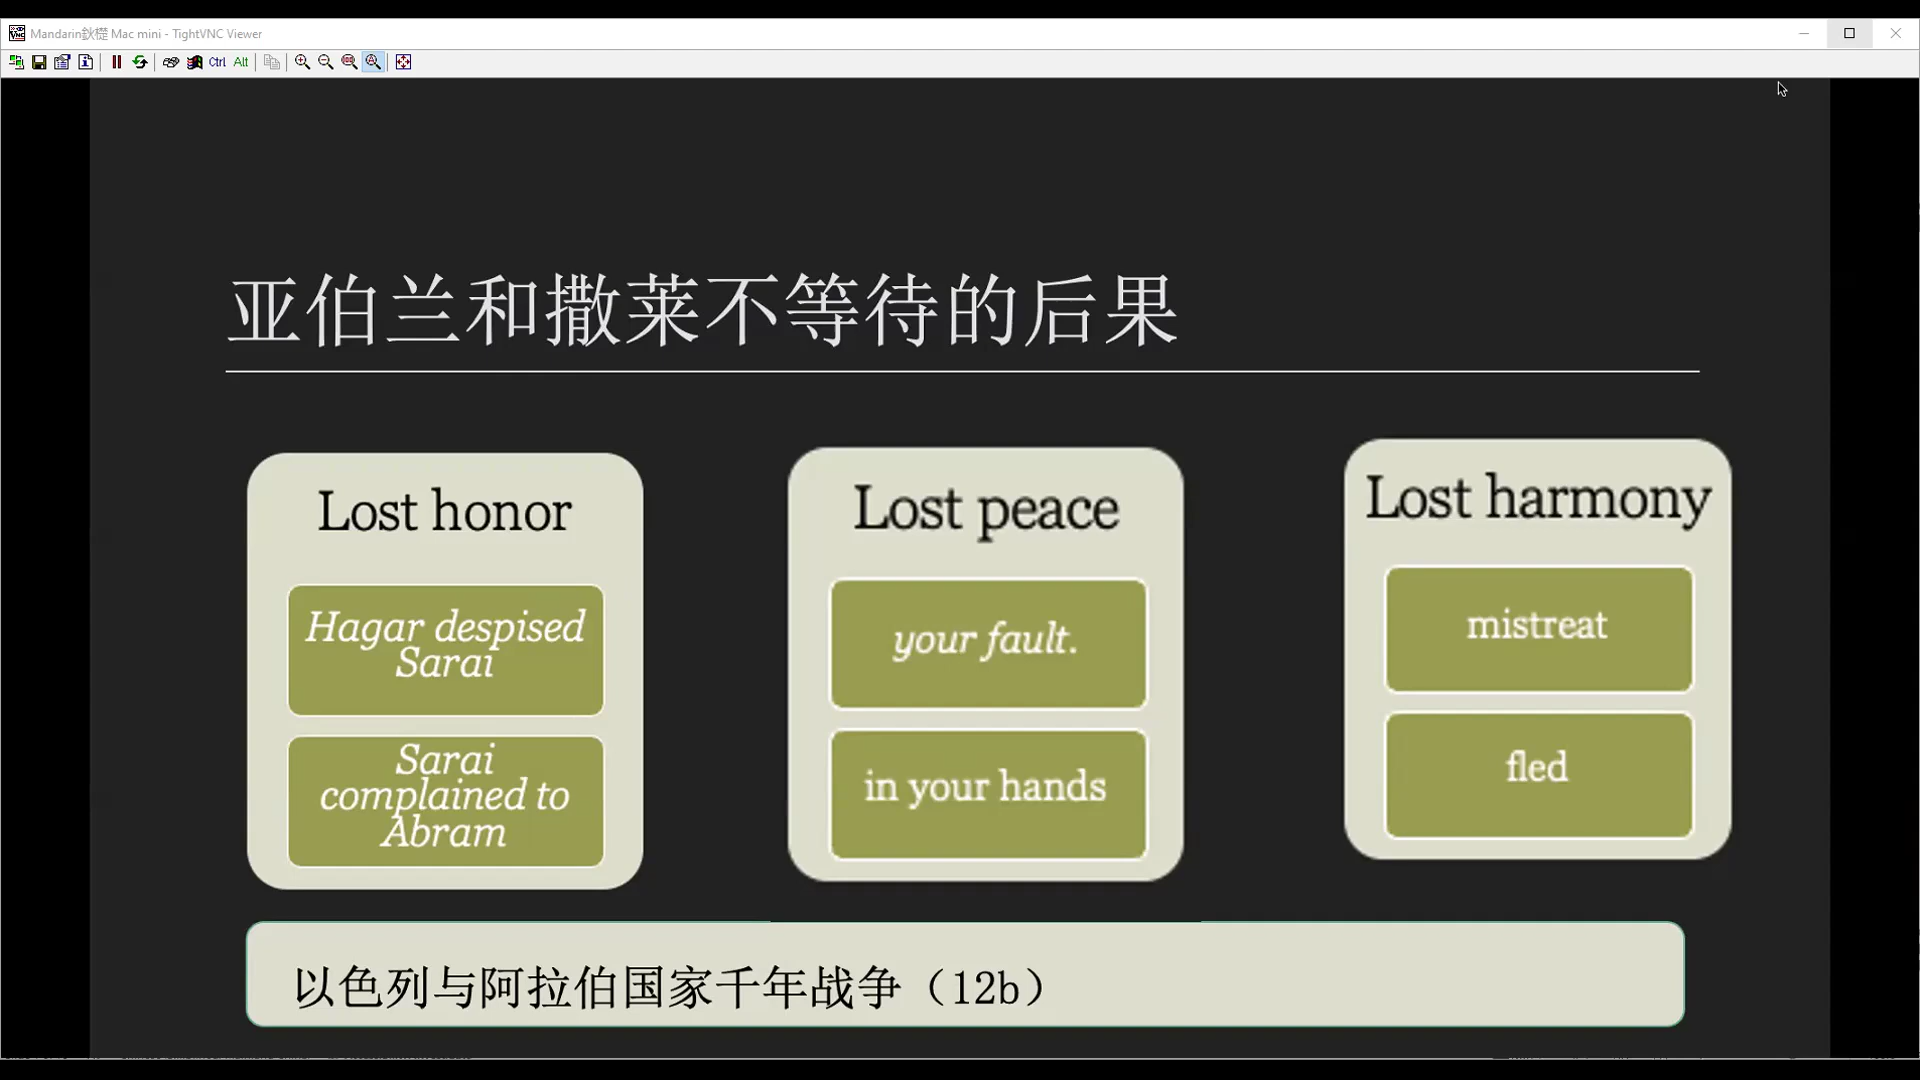 Mandarin鈥檚 Mac mini - TightVNC Viewer
Ctrl Alt
亚伯兰和撒莱不等待的后果
Lost honor
Hagar despised
Sarai
Sarai
complained to
Abram
Lost peace
your fault.
in your hands
Lost harmony
mistreat
fled
以色列与阿拉伯国家千年战争（12b）